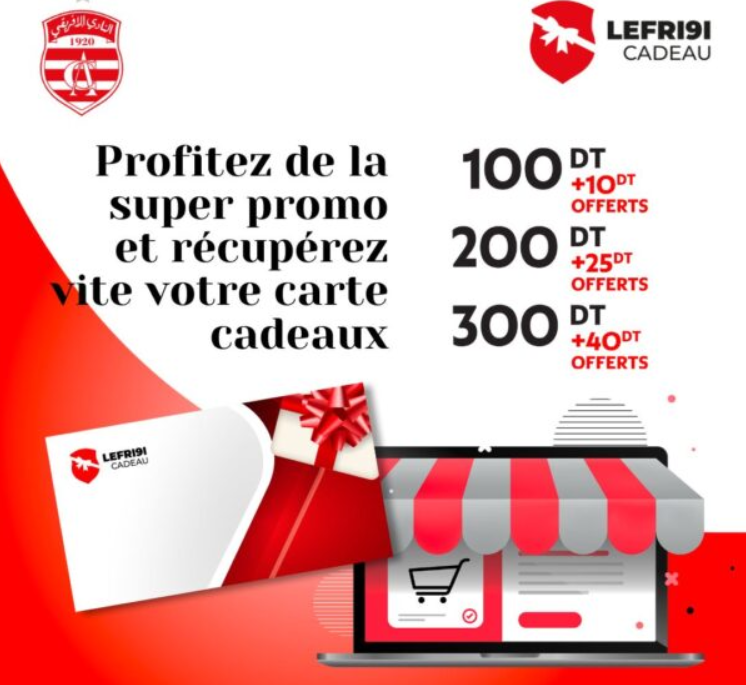 النادي الافريقي
1920
CA
LEFRI9I
CADEAU
Profitez de la
super promo
et récupérez
vite votre carte
cadeaux
100 DT
+10DT
OFFERTS
200 DT
+25DT
OFFERTS
300 DT
+40DT
OFFERTS
LEFRI9I
CADEAU